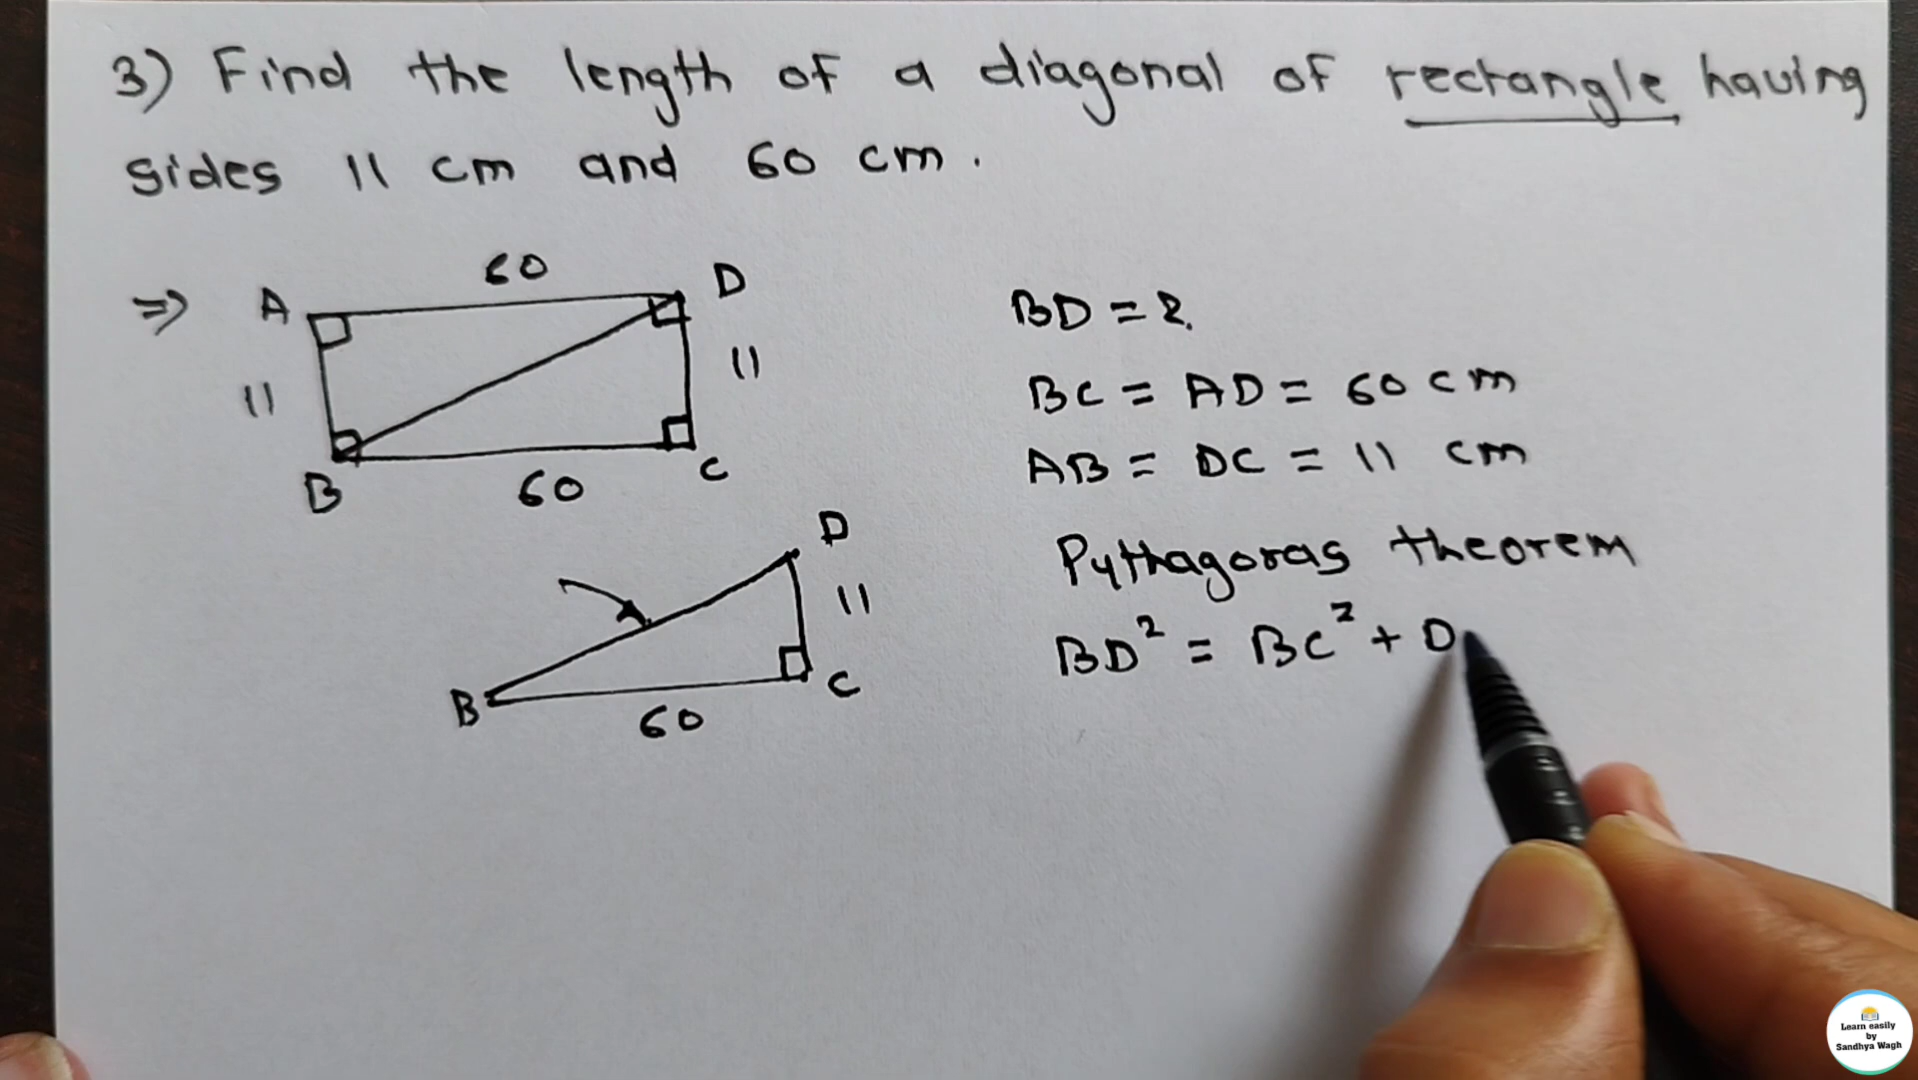 3) Find the length of a diagonal of rectangle having
sides 11 cm and 60 cm.
⇒ A 60 D
11 11
B 60 C
D
11
B 60 C
BD = ?
BC = AD = 60 cm
AB = DC = 11 cm
Pythagoras theorem
BD² = BC² + D
Learn easily
by
Sandhya Wagh